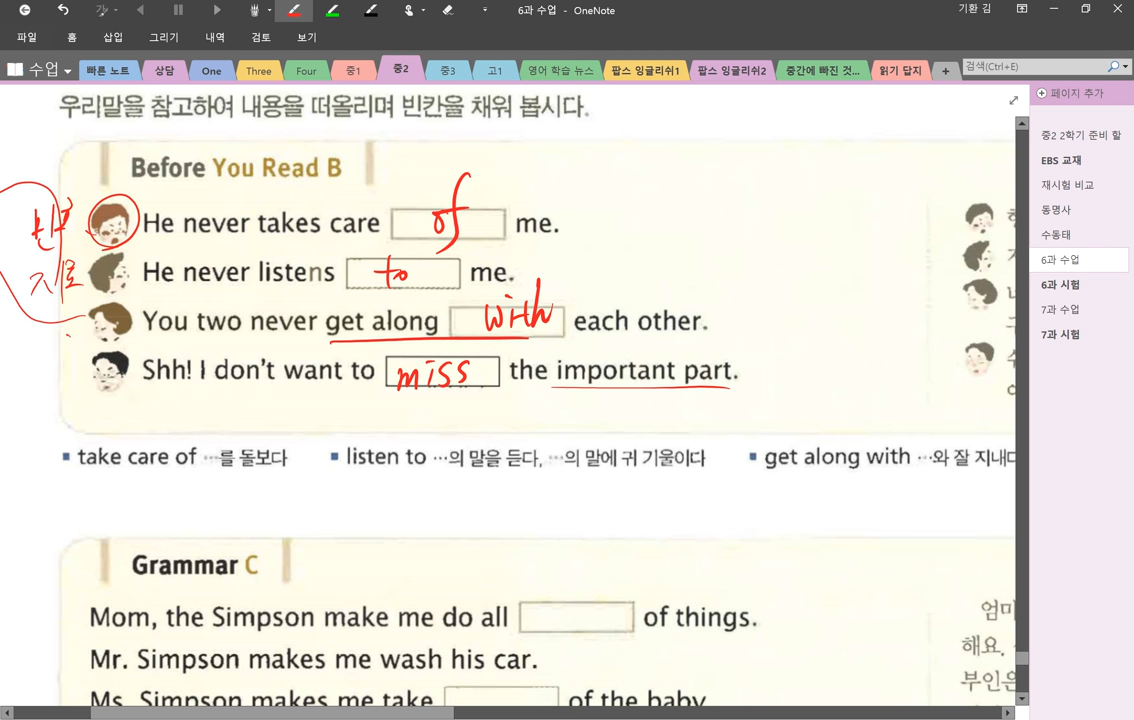 6과 수업 - OneNote
기환 김
파일 홈 삽입 그리기 내역 검토 보기
수업 빠른 노트 상담 One Three Four 중1 중2 중3 고1 영어 학습 뉴스 팝스 잉글리쉬1 팝스 잉글리쉬2 중간에 빠진 것... 읽기 답지 + 검색(Ctrl+E)
페이지 추가
우리말을 참고하여 내용을 떠올리며 빈칸을 채워 봅시다.
Before You Read B
He never takes care of me.
He never listens to me.
You two never get along with each other.
Shh! I don't want to miss the important part.
take care of …를 돌보다
listen to …의 말을 듣다, …의 말에 귀 기울이다
get along with …와 잘 지내다
Grammar C
Mom, the Simpson make me do all of things.
Mr. Simpson makes me wash his car.
Ms. Simpson makes me take of the baby
엄마
해요.
부인은
중2 2학기 준비 할
EBS 교재
재시험 비교
동명사
수동태
6과 수업
6과 시험
7과 수업
7과 시험